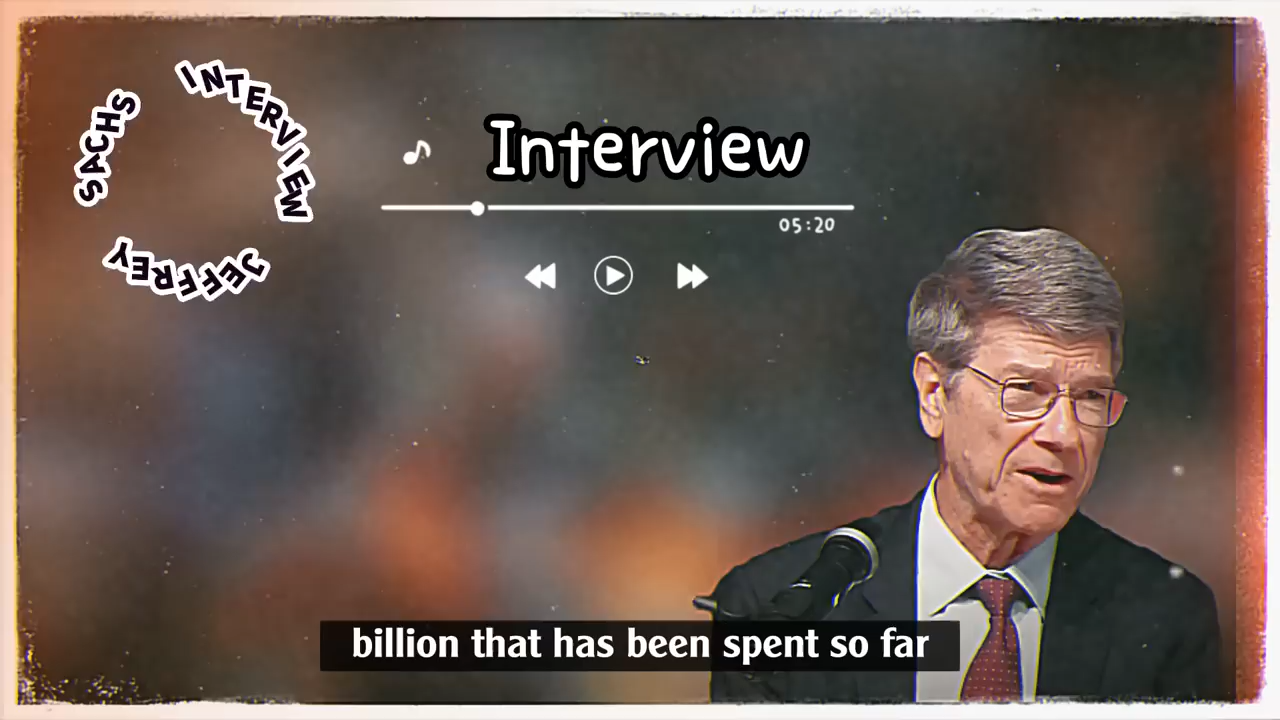 INTERVIEW
JEFFREY
SACHS
Interview
05:20
billion that has been spent so far